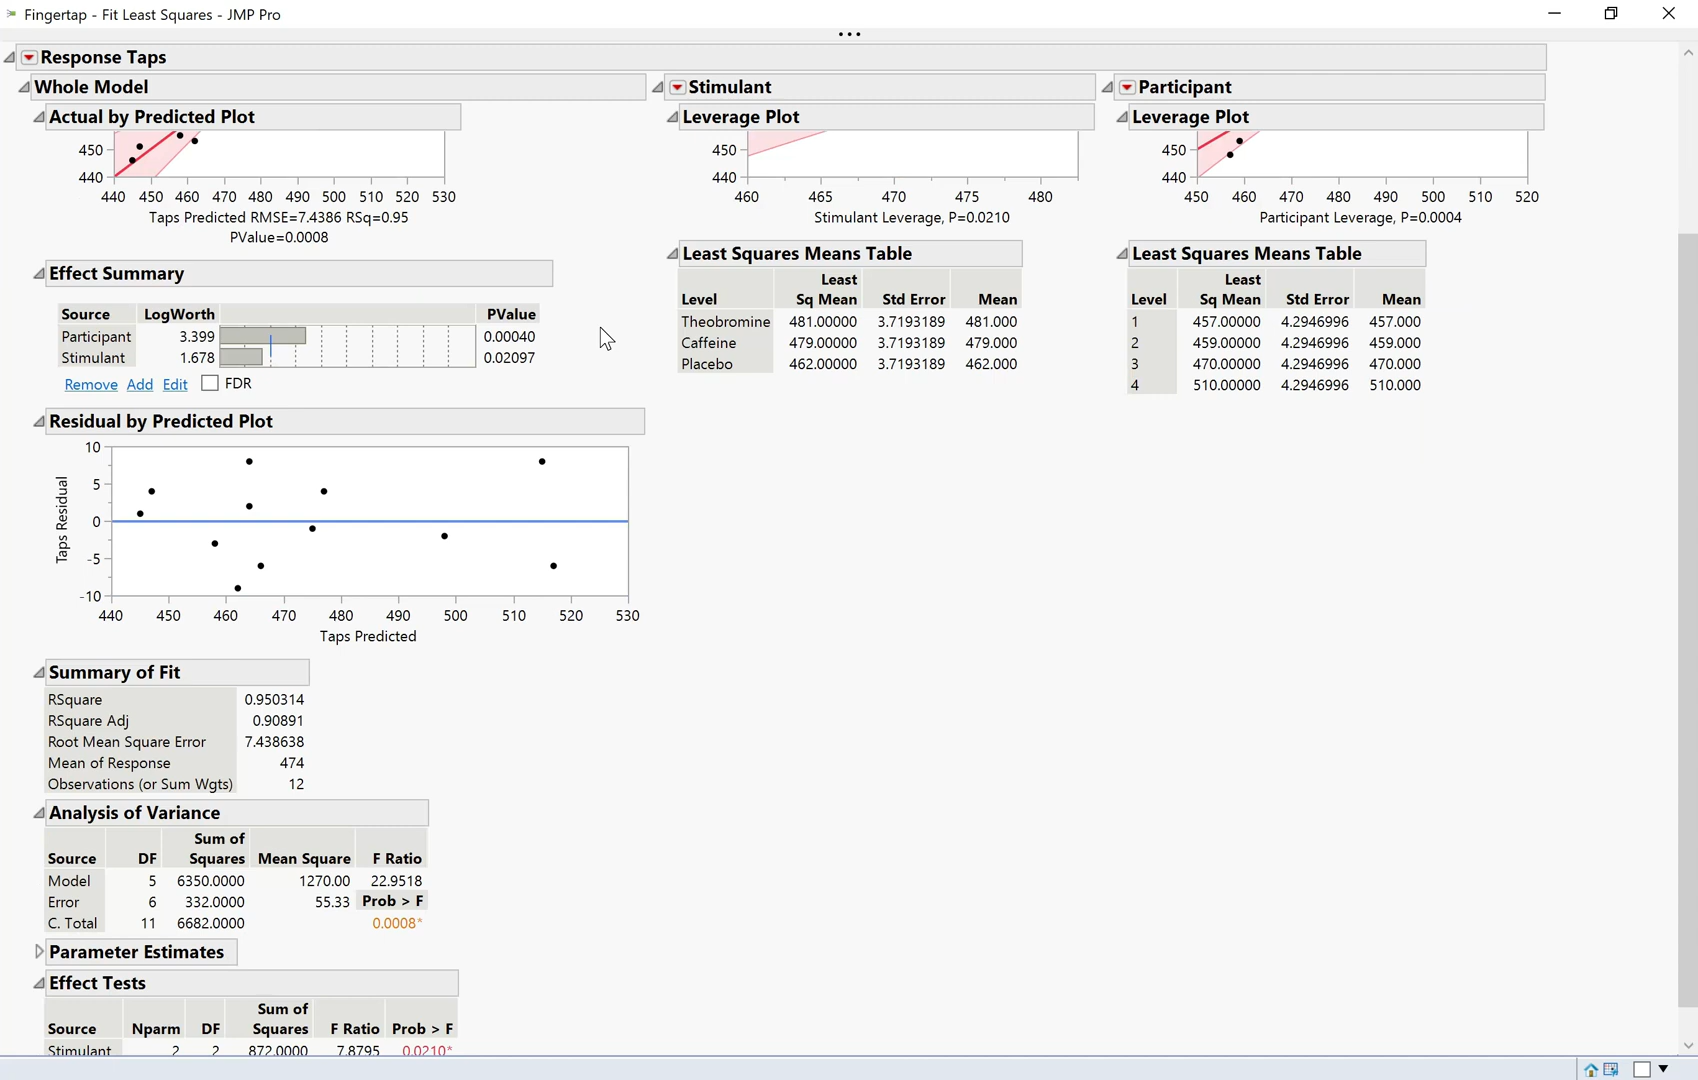 Fingertap - Fit Least Squares - JMP Pro
Response Taps
Whole Model
Actual by Predicted Plot
450
440
440 450 460 470 480 490 500 510 520 530
Taps Predicted RMSE=7.4386 RSq=0.95
PValue=0.0008
Effect Summary
Source LogWorth PValue
Participant 3.399 0.00040
Stimulant 1.678 0.02097
Remove Add Edit FDR
Residual by Predicted Plot
10
5
0
-5
-10
Taps Residual
440 450 460 470 480 490 500 510 520 530
Taps Predicted
Summary of Fit
RSquare 0.950314
RSquare Adj 0.90891
Root Mean Square Error 7.438638
Mean of Response 474
Observations (or Sum Wgts) 12
Analysis of Variance
Sum of
Source DF Squares Mean Square F Ratio
Model 5 6350.0000 1270.00 22.9518
Error 6 332.0000 55.33 Prob > F
C. Total 11 6682.0000 0.0008*
Parameter Estimates
Effect Tests
Sum of
Source Nparm DF Squares F Ratio Prob > F
Stimulant 2 2 872.0000 7.8795 0.0210*
Stimulant
Leverage Plot
450
440
460 465 470 475 480
Stimulant Leverage, P=0.0210
Least Squares Means Table
Least
Level Sq Mean Std Error Mean
Theobromine 481.00000 3.7193189 481.000
Caffeine 479.00000 3.7193189 479.000
Placebo 462.00000 3.7193189 462.000
Participant
Leverage Plot
450
440
450 460 470 480 490 500 510 520
Participant Leverage, P=0.0004
Least Squares Means Table
Least
Level Sq Mean Std Error Mean
1 457.00000 4.2946996 457.000
2 459.00000 4.2946996 459.000
3 470.00000 4.2946996 470.000
4 510.00000 4.2946996 510.000